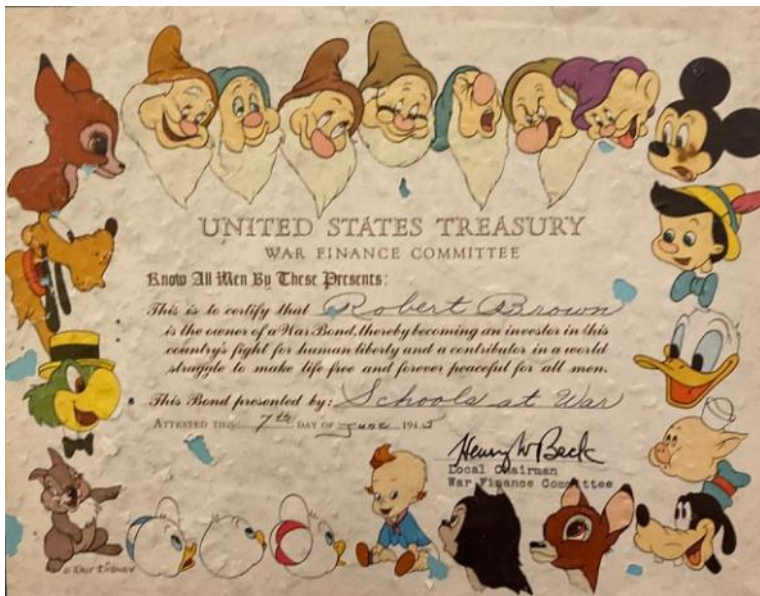 UNITED STATES TREASURY
WAR FINANCE COMMITTEE
Know All Men By These Presents:
This is to certify that Robert Brown
is the owner of a War Bond, thereby becoming an investor in this
country's fight for human liberty and a contributor in a world
struggle to make life free and forever peaceful for all men.
This Bond presented by: Schools at War
ATTESTED THIS 7th DAY OF June 194
Henry W Beck
Local Chairman
War Finance Committee
© WALT DISNEY